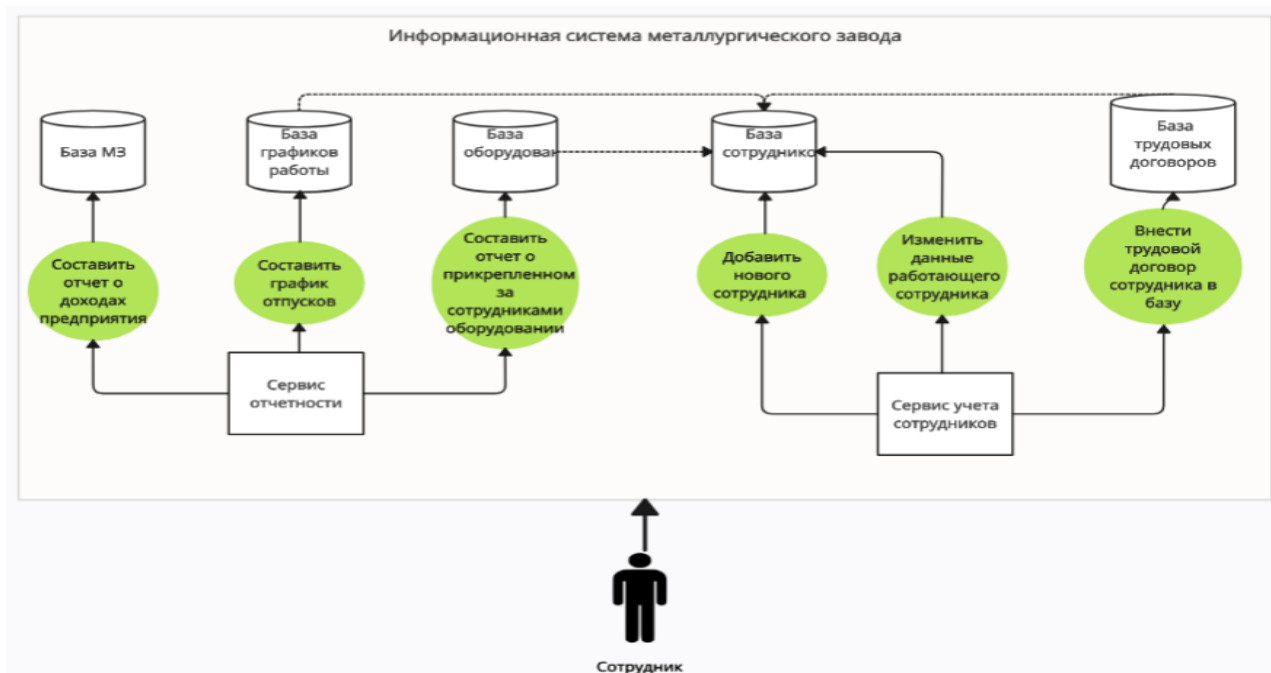 Информационная система металлургического завода
База МЗ
База
графиков
работы
База
оборудован
База
сотруднико
База
трудовых
договоров
Составить
отчет о
доходах
предприятия
Составить
график
отпусков
Составить
отчет о
прикрепленном
за
сотрудниками
оборудовании
Добавить
нового
сотрудника
Изменить
данные
работающего
сотрудника
Внести
трудовой
договор
сотрудника в
базу
Сервис
отчетности
Сервис учета
сотрудников
Сотрудник